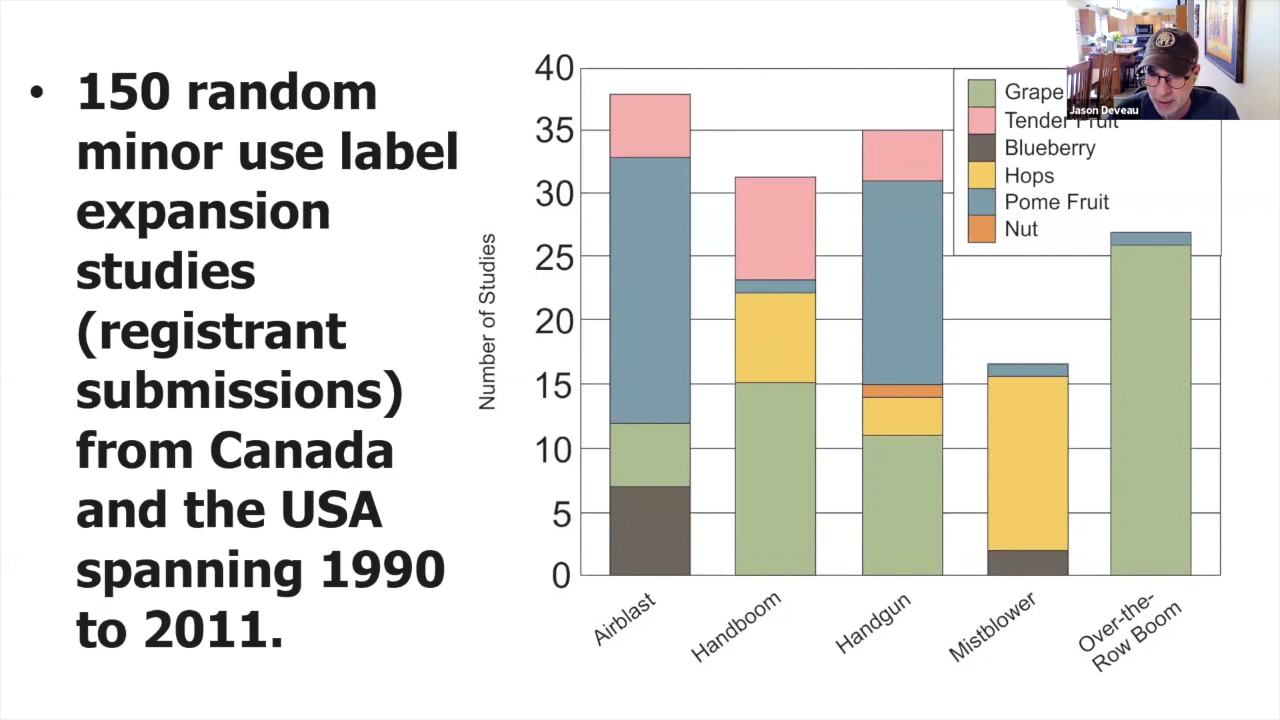 • 150 random
minor use label
expansion
studies
(registrant
submissions)
from Canada
and the USA
spanning 1990
to 2011.
Number of Studies
40
35
30
25
20
15
10
5
0
Airblast
Handboom
Handgun
Mistblower
Over-the-
Row Boom
Grape
Tender Fruit
Blueberry
Hops
Pome Fruit
Nut
Jason Deveau